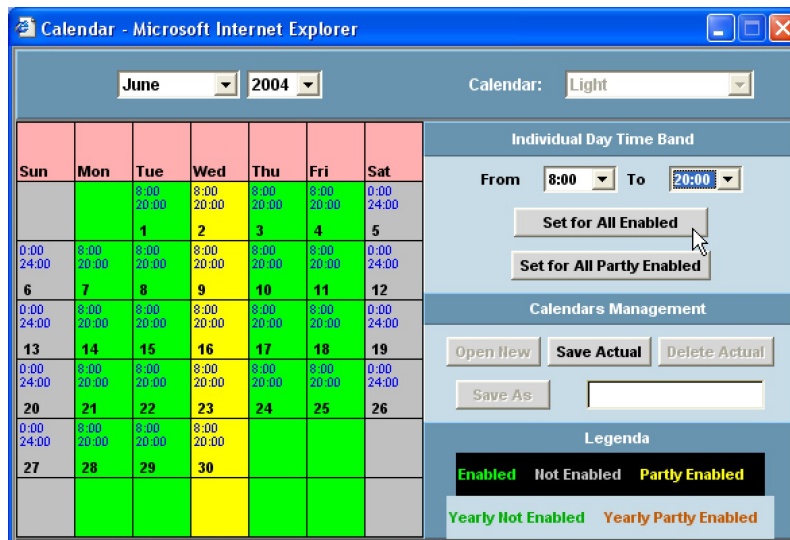 Calendar - Microsoft Internet Explorer
June 2004 Calendar: Light
Individual Day Time Band
Sun Mon Tue Wed Thu Fri Sat
From 8:00 To 20:00
8:00 8:00 8:00 8:00 0:00
20:00 20:00 20:00 20:00 24:00
1 2 3 4 5
Set for All Enabled
0:00 8:00 8:00 8:00 8:00 8:00 0:00
24:00 20:00 20:00 20:00 20:00 20:00 24:00
6 7 8 9 10 11 12
Set for All Partly Enabled
0:00 8:00 8:00 8:00 8:00 8:00 0:00
24:00 20:00 20:00 20:00 20:00 20:00 24:00
13 14 15 16 17 18 19
Calendars Management
Open New Save Actual Delete Actual
0:00 8:00 8:00 8:00 8:00 8:00 0:00
24:00 20:00 20:00 20:00 20:00 20:00 24:00
20 21 22 23 24 25 26
Save As
0:00 8:00 8:00 8:00
24:00 20:00 20:00 20:00
27 28 29 30
Legenda
Enabled Not Enabled Partly Enabled
Yearly Not Enabled Yearly Partly Enabled